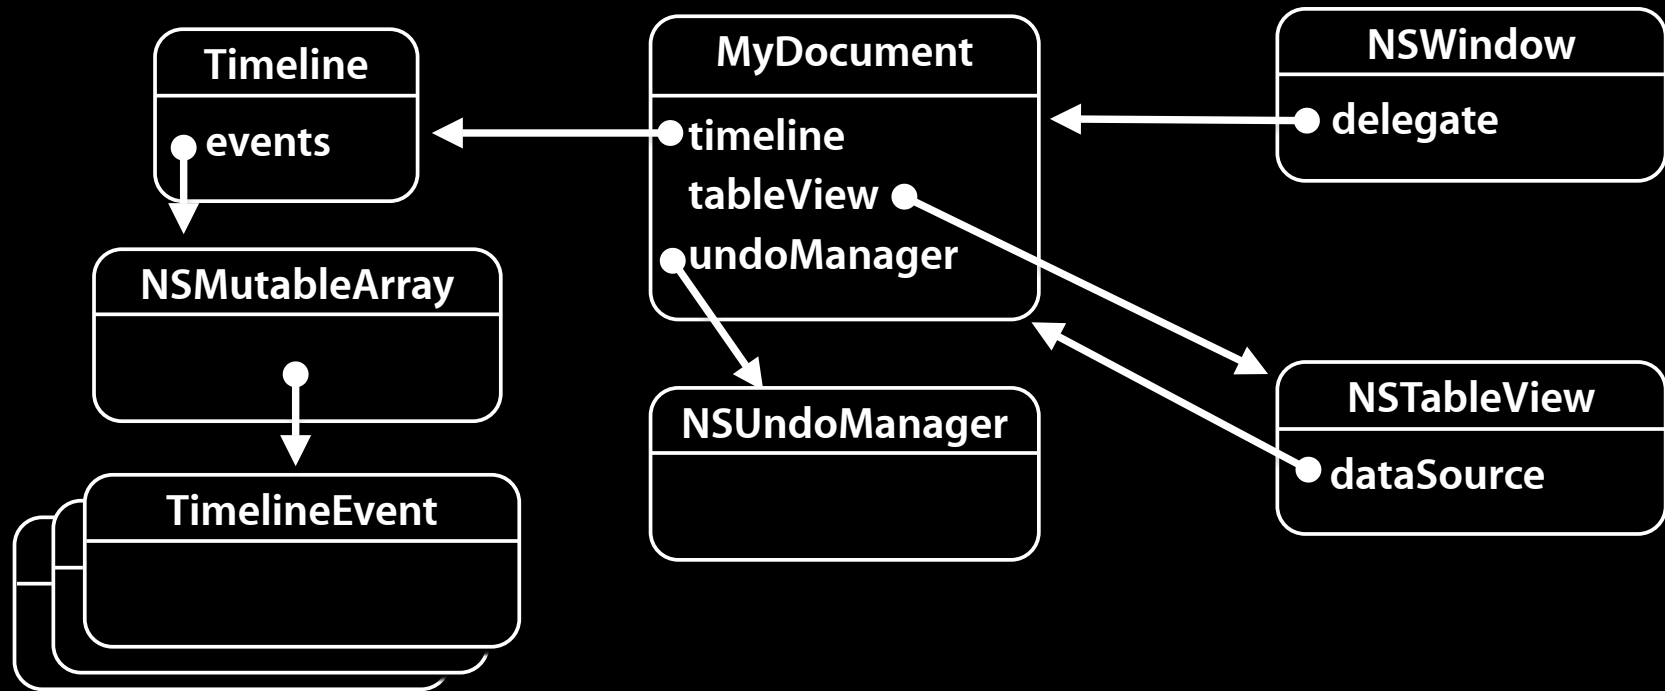 Timeline
events
NSMutableArray
TimelineEvent
MyDocument
timeline
tableView
undoManager
NSUndoManager
NSWindow
delegate
NSTableView
dataSource